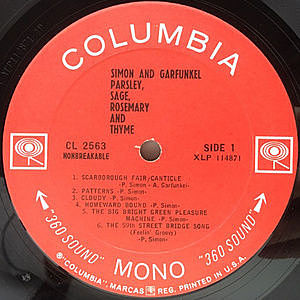 COLUMBIA
SIMON AND GARFUNKEL
PARSLEY,
SAGE,
ROSEMARY
AND
THYME
CL 2563
NONBREAKABLE
SIDE 1
XLP 114871
1. SCARBOROUGH FAIR/CANTICLE
-P. Simon - A. Garfunkel-
2. PATTERNS -P. Simon-
3. CLOUDY -P. Simon-
4. HOMEWARD BOUND -P. Simon-
5. THE BIG BRIGHT GREEN PLEASURE
MACHINE -P. Simon-
6. THE 59th STREET BRIDGE SONG
(Feelin' Groovy)
-P. Simon-
"360 SOUND" MONO "360 SOUND"
® "COLUMBIA", MARCAS REG. PRINTED IN U.S.A.